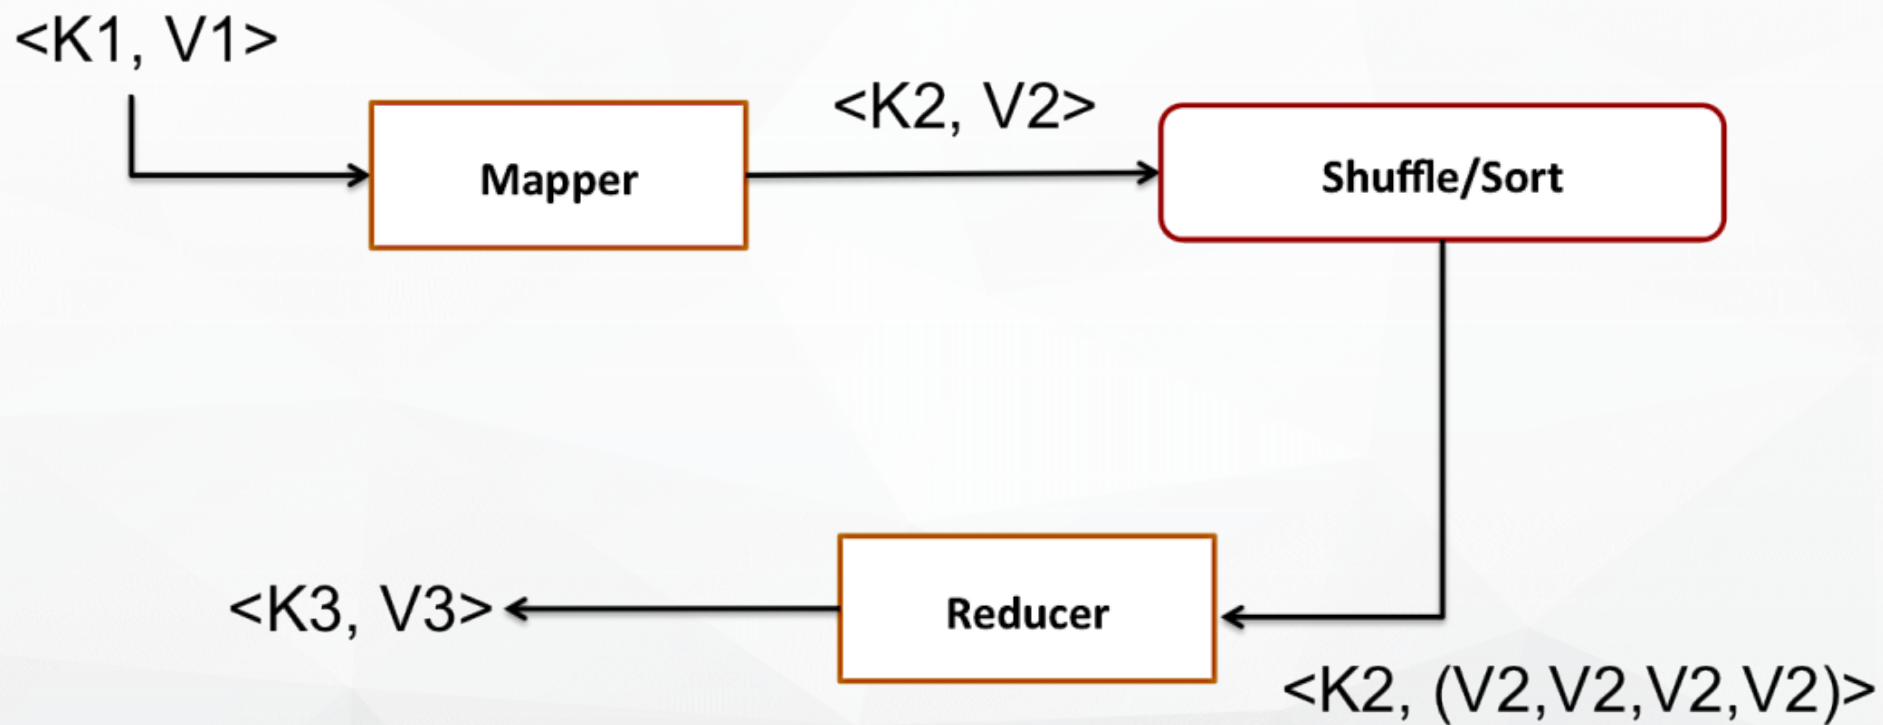 <K1, V1>
Mapper
<K2, V2>
Shuffle/Sort
<K2, (V2,V2,V2,V2)>
Reducer
<K3, V3>